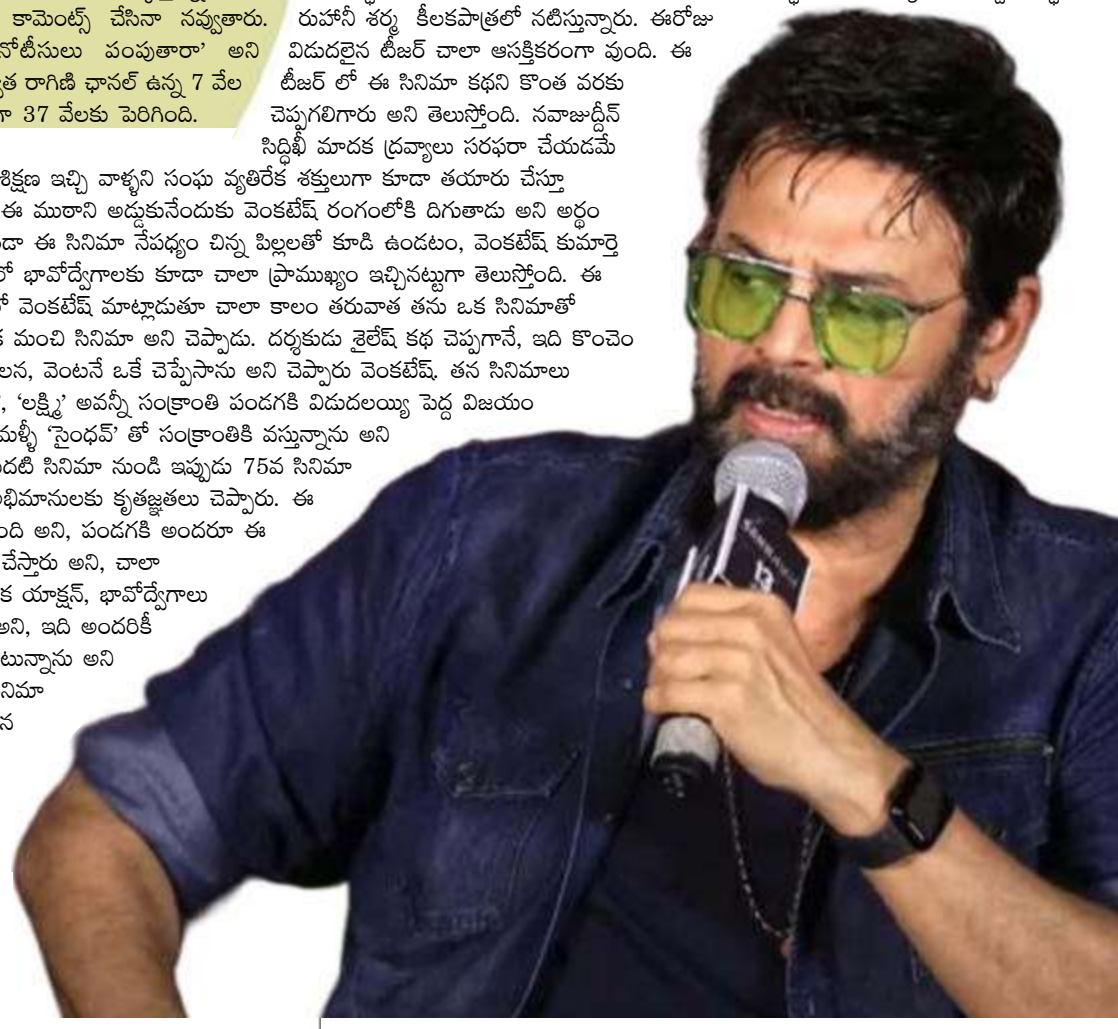 కామెంట్స్ చేసినా నవ్వుతారు.
నోటీసులు పంపుతారా’ అని
రాగిణి ఛానల్ ఉన్న 7 వేల
37 వేలకు పెరిగింది.
రుహానీ శర్మ కీలకపాత్రలో నటిస్తున్నారు. ఈరోజు
విడుదలైన టీజర్ చాలా ఆసక్తికరంగా వుంది. ఈ
టీజర్ లో ఈ సినిమా కథని కొంత వరకు
చెప్పగలిగారు అని తెలుస్తోంది. నవాజుద్దీన్
సిద్ధిఖీ మాదక ద్రవ్యాలు సరఫరా చేయడమే
శిక్షణ ఇచ్చి వాళ్ళని సంఘ వ్యతిరేక శక్తులుగా కూడా తయారు చేస్తూ
ఈ ముఠాని అడ్డుకునేందుకు వెంకటేష్ రంగంలోకి దిగుతాడు అని అర్థం
ఈ సినిమా నేపథ్యం చిన్న పిల్లలతో కూడి ఉండటం, వెంకటేష్ కుమార్తె
భావోద్వేగాలకు కూడా చాలా ప్రాముఖ్యం ఇచ్చినట్టుగా తెలుస్తోంది. ఈ
వెంకటేష్ మాట్లాడుతూ చాలా కాలం తరువాత తను ఒక సినిమాతో
మంచి సినిమా అని చెప్పాడు. దర్శకుడు శైలేష్ కథ చెప్పగానే, ఇది కొంచెం
వెంటనే ఒకే చెప్పేసాను అని చెప్పారు వెంకటేష్. తన సినిమాలు
‘లక్ష్మి’ అవన్నీ సంక్రాంతి పండగకి విడుదలయ్యి పెద్ద విజయం
మళ్ళీ ‘సైంధవ్’ తో సంక్రాంతికి వస్తున్నాను అని
సినిమా నుండి ఇప్పుడు 75వ సినిమా
కృతజ్ఞతలు చెప్పారు. ఈ
అని, పండగకి అందరూ ఈ
చేస్తారు అని, చాలా
యాక్షన్, భావోద్వేగాలు
అని, ఇది అందరికీ
అని